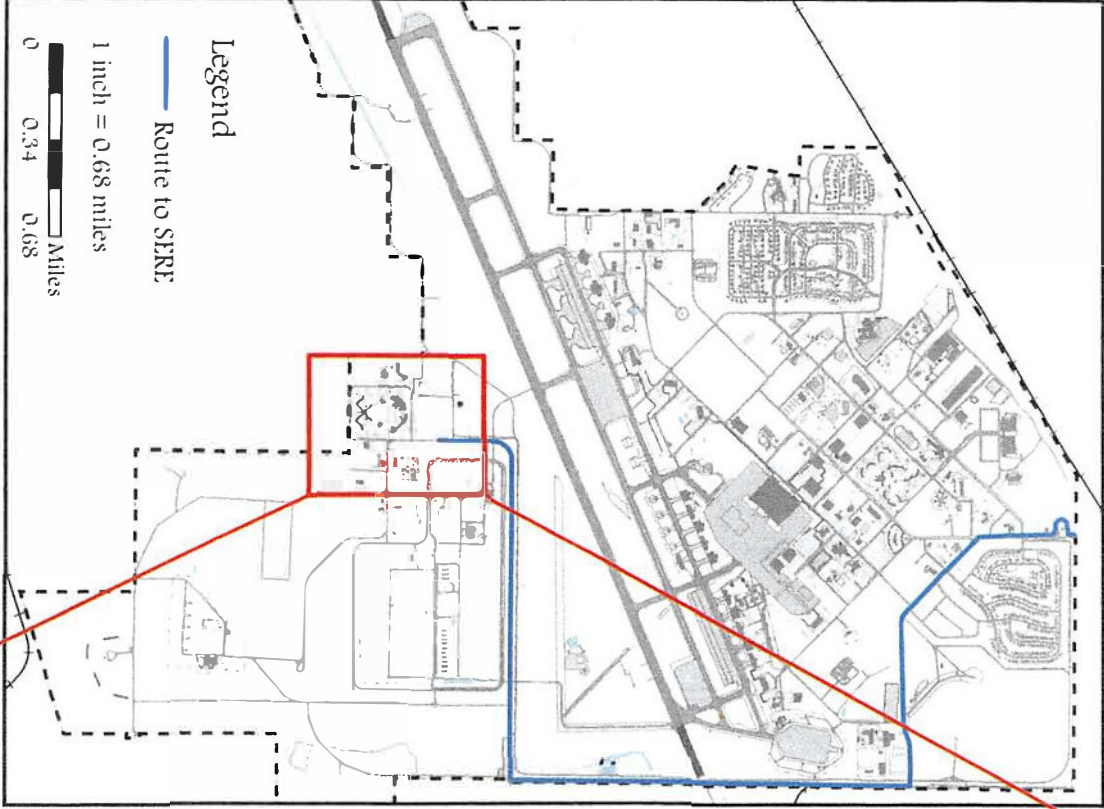 Legend
Route to SERE
1 inch = 0.68 miles
0 0.34 0.68
Miles